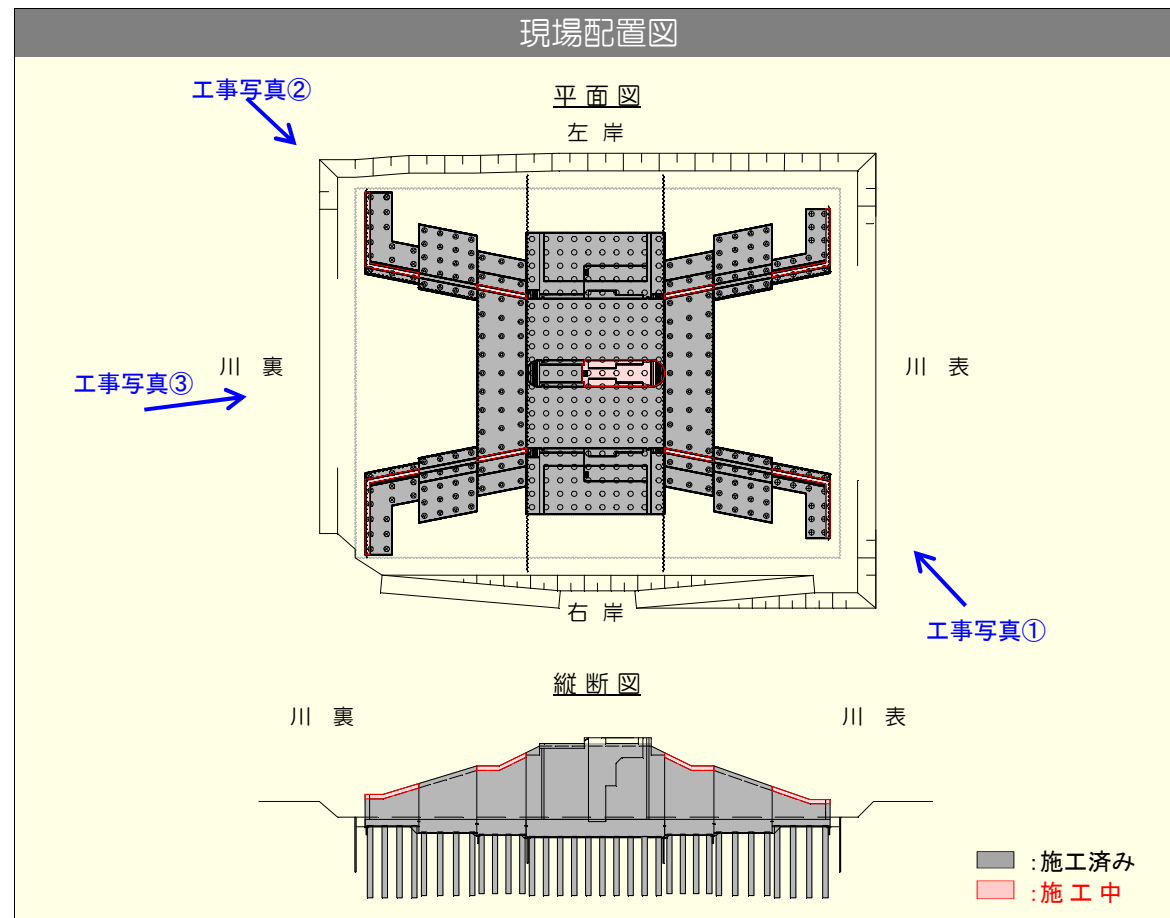 現場配置図
工事写真②
平 面 図
左 岸
川 裏
川 表
工事写真③
右 岸
工事写真①
縦 断 図
川 裏
川 表
:施工済み
:施 工 中